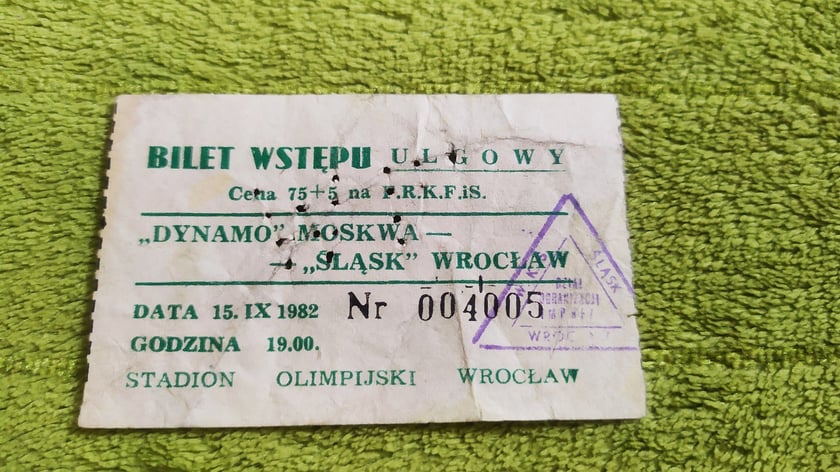 BILET WSTĘPU ULGOWY
Cena 75+5 na P.R.K.F.iS.
„DYNAMO” MOSKWA —
— „ŚLĄSK” WROCŁAW
DATA 15. IX 1982 Nr 004005
GODZINA 19.00.
STADION OLIMPIJSKI WROCŁAW
ŚLĄSK